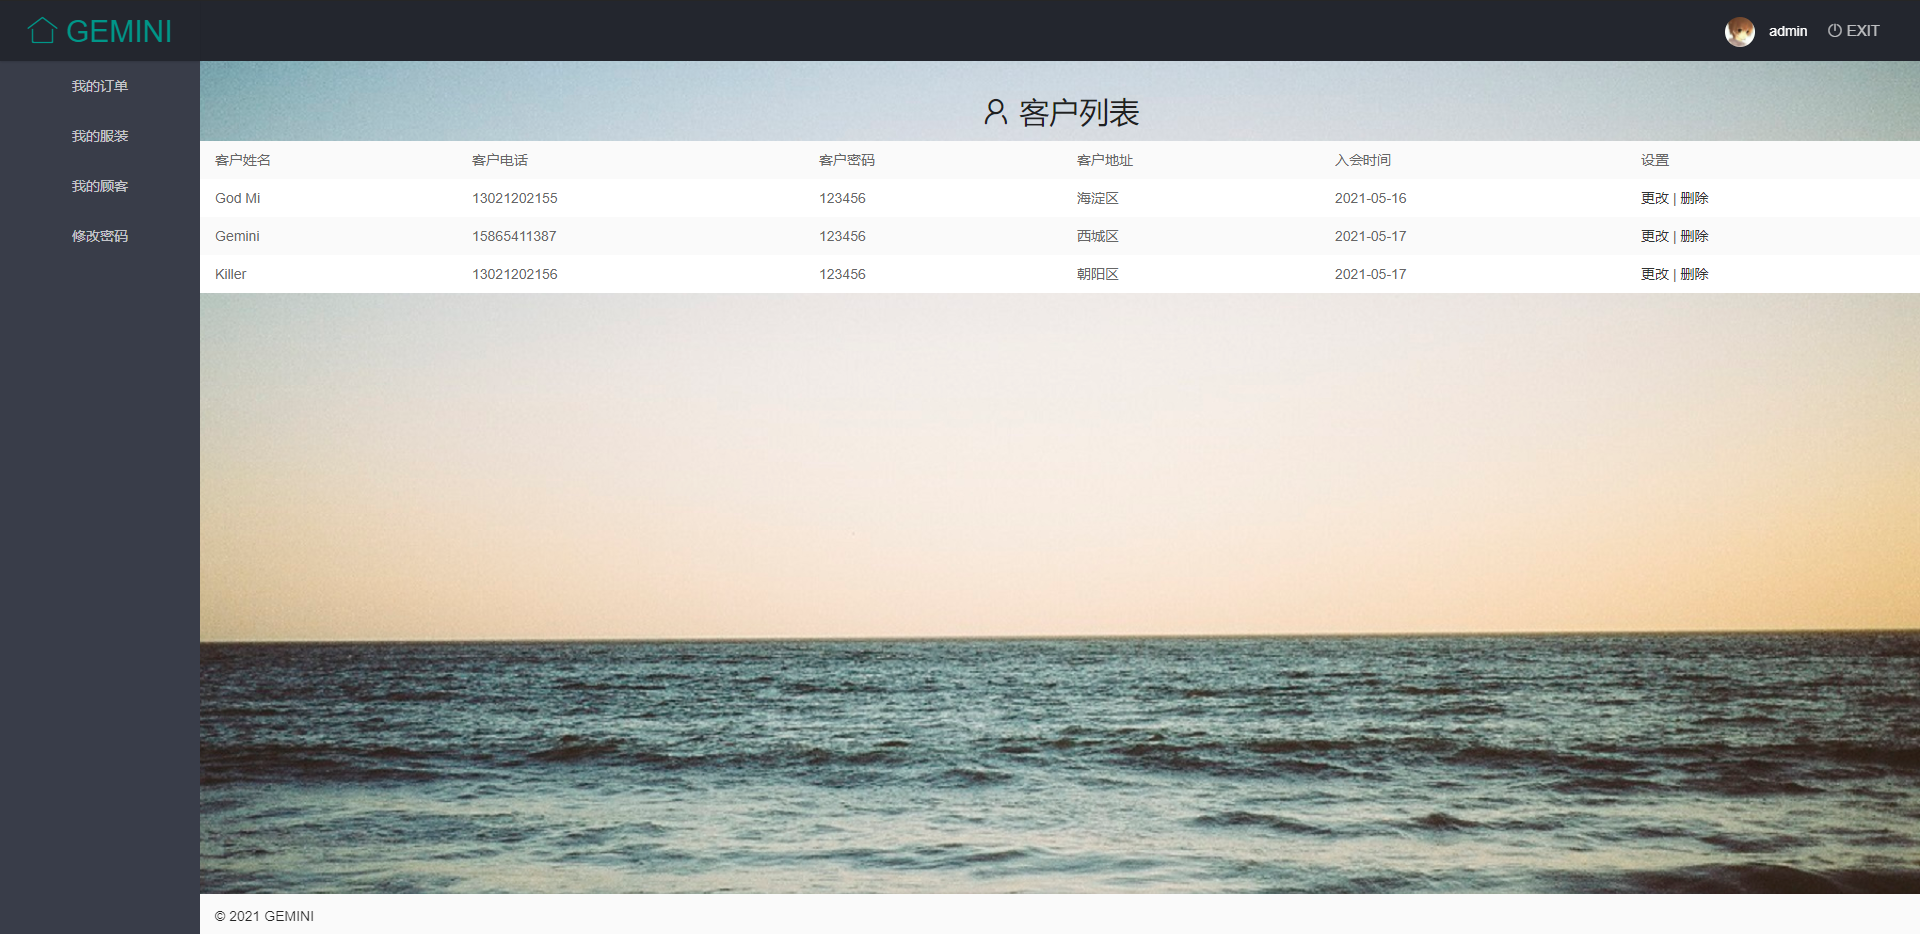 GEMINI
admin EXIT
我的订单
我的服装
我的顾客
修改密码
客户列表
客户姓名 客户电话 客户密码 客户地址 入会时间 设置
God Mi 13021202155 123456 海淀区 2021-05-16 更改 | 删除
Gemini 15865411387 123456 西城区 2021-05-17 更改 | 删除
Killer 13021202156 123456 朝阳区 2021-05-17 更改 | 删除
© 2021 GEMINI